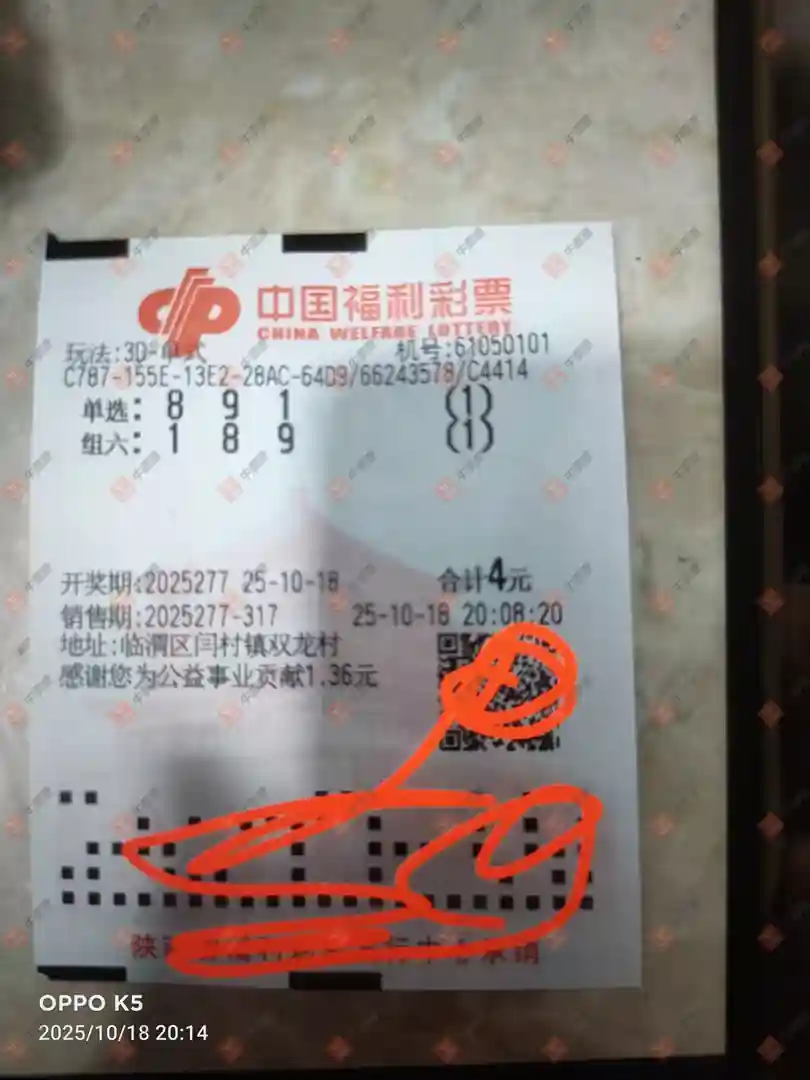 中国福利彩票
CHINA WELFARE LOTTERY
玩法:3D-单式 机号:61050101
C787-155E-13E2-28AC-64D9/66243578/C4414
单选: 8 9 1 (1)
组六: 1 8 9 (1)
开奖期:2025277 25-10-18 合计4元
销售期:2025277-317 25-10-18 20:08:20
地址:临渭区闫村镇双龙村
感谢您为公益事业贡献1.36元
陕
承销
OPPO K5
2025/10/18 20:14